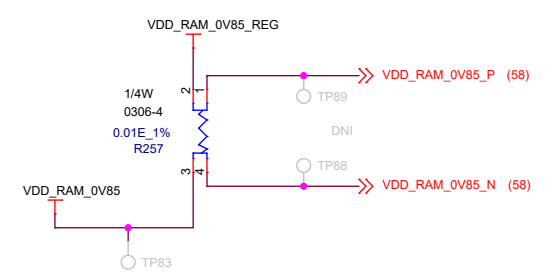 VDD_RAM_0V85_REG
VDD_RAM_0V85_P (58)
1/4W
2
1
TP89
0306-4
0.01E_1%
DNI
R257
TP88
3
4
VDD_RAM_0V85
VDD_RAM_0V85_N (58)
TP83